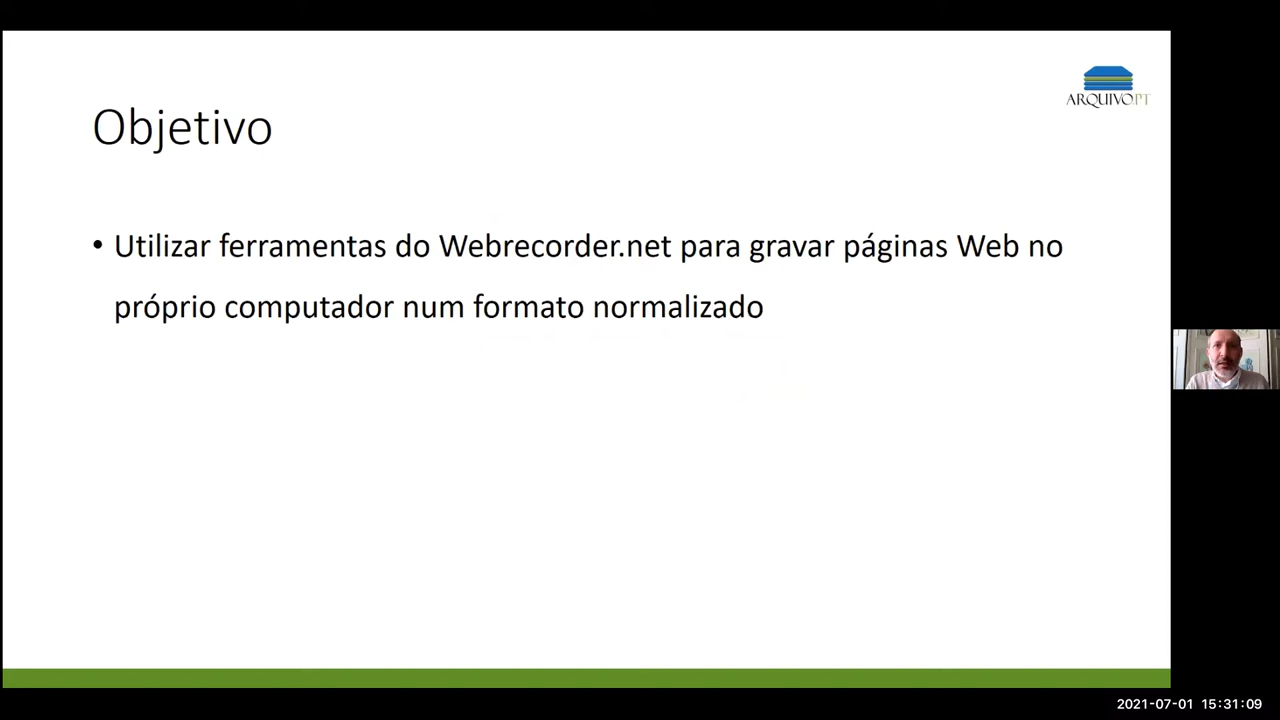 ARQUIVO.PT
Objetivo
• Utilizar ferramentas do Webrecorder.net para gravar páginas Web no
próprio computador num formato normalizado
2021-07-01 15:31:09